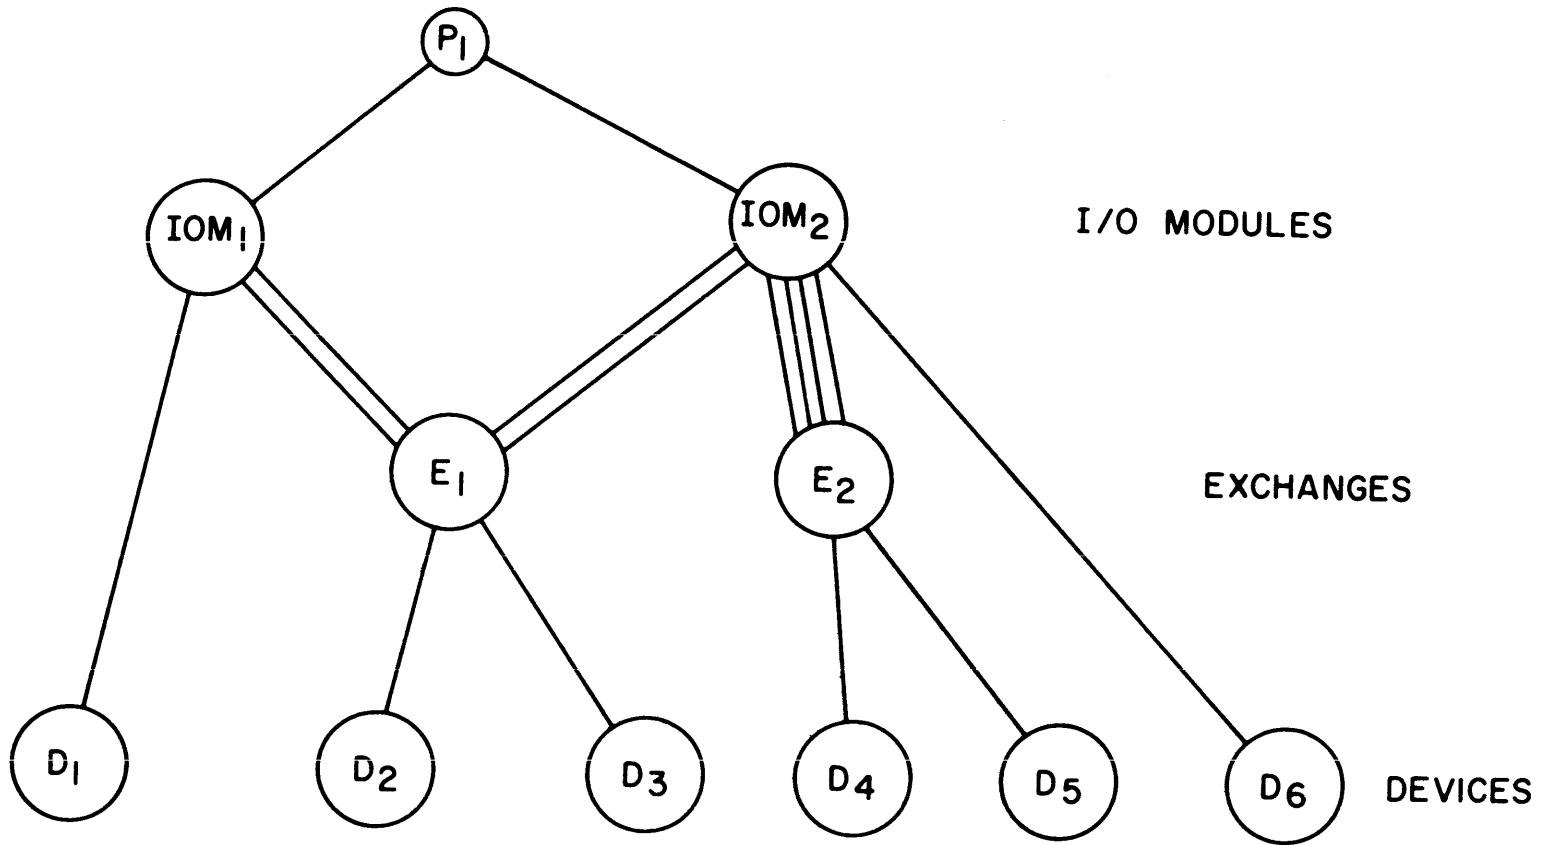 P1
IOM1
IOM2
I/O MODULES
E1
E2
EXCHANGES
D1
D2
D3
D4
D5
D6
DEVICES